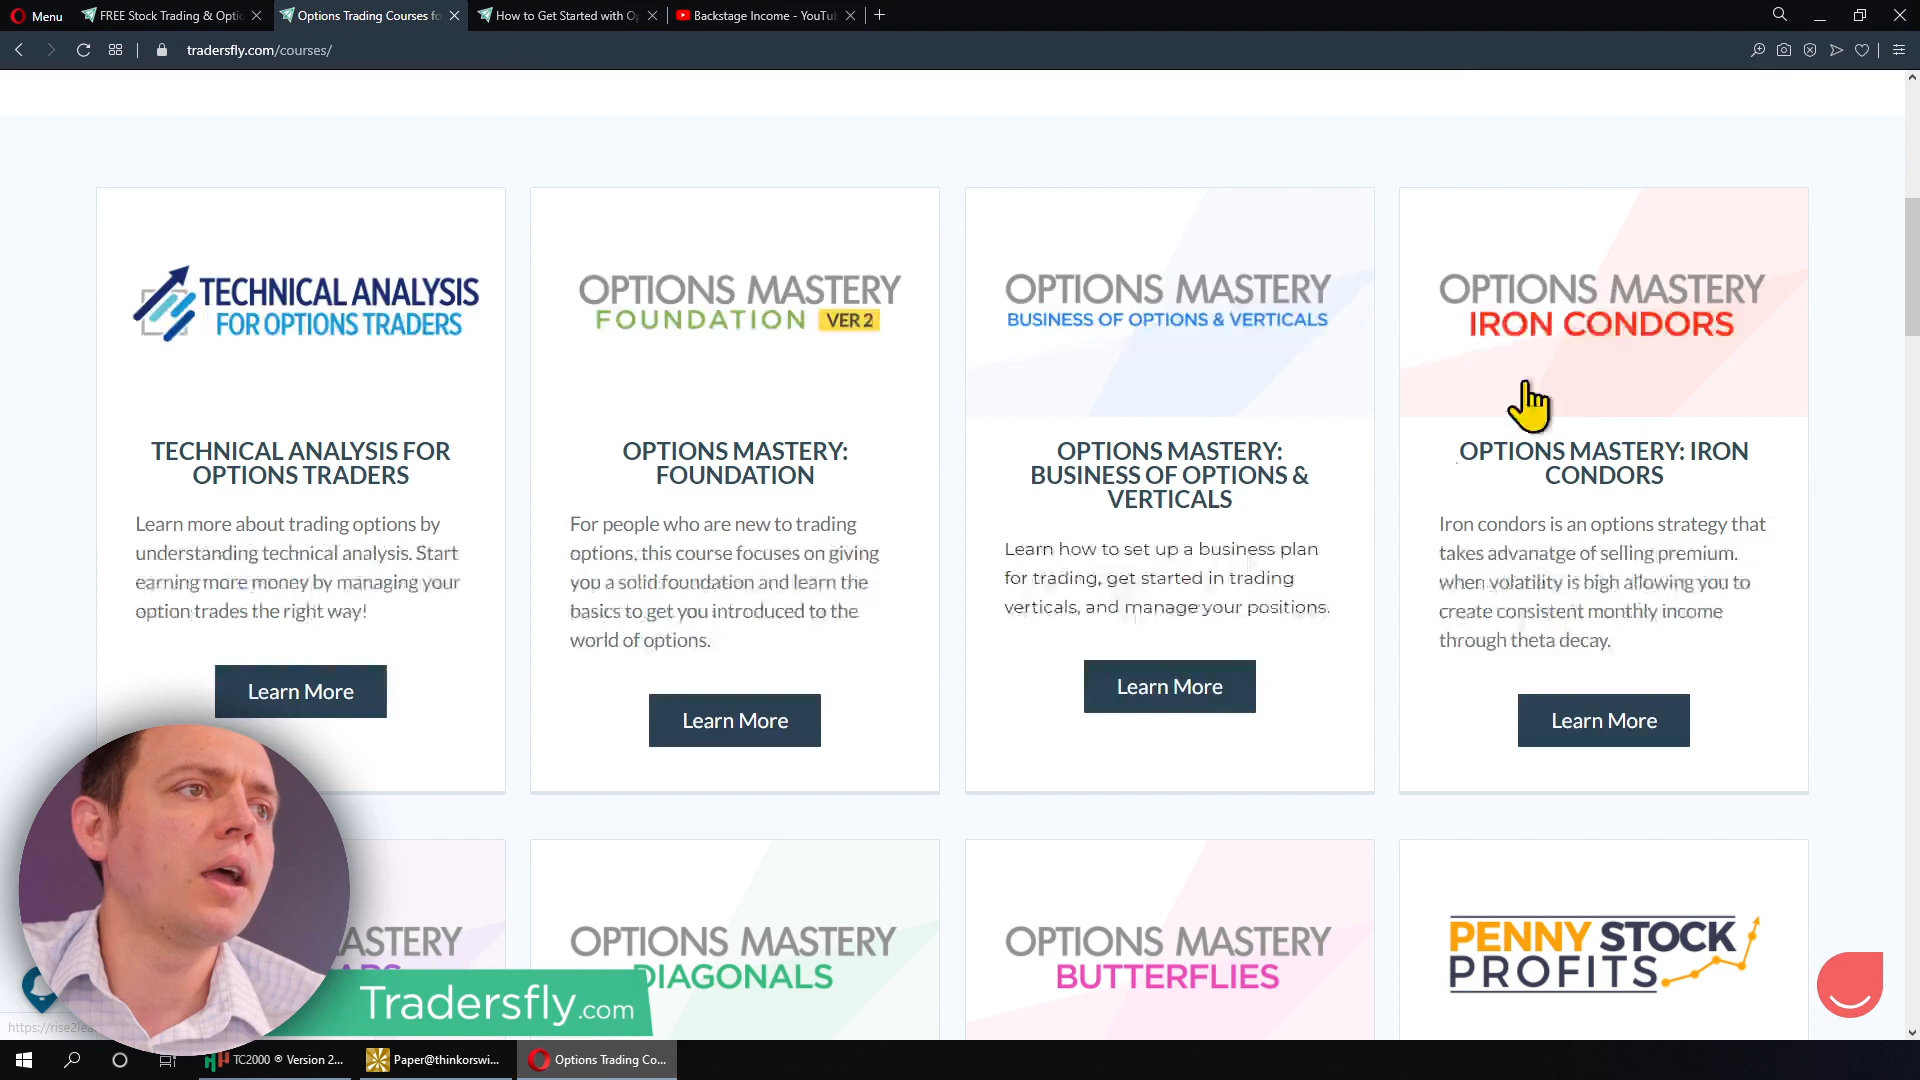 Menu
FREE Stock Trading & Optic
Options Trading Courses fo
How to Get Started with Op
Backstage Income - YouTu
tradersfly.com/courses/
TECHNICAL ANALYSIS
FOR OPTIONS TRADERS
TECHNICAL ANALYSIS FOR
OPTIONS TRADERS
Learn more about trading options by
understanding technical analysis. Start
earning more money by managing your
option trades the right way!
Learn More
OPTIONS MASTERY
FOUNDATION VER 2
OPTIONS MASTERY:
FOUNDATION
For people who are new to trading
options, this course focuses on giving
you a solid foundation and learn the
basics to get you introduced to the
world of options.
Learn More
OPTIONS MASTERY
BUSINESS OF OPTIONS & VERTICALS
OPTIONS MASTERY:
BUSINESS OF OPTIONS &
VERTICALS
Learn how to set up a business plan
for trading, get started in trading
verticals, and manage your positions.
Learn More
OPTIONS MASTERY
IRON CONDORS
OPTIONS MASTERY: IRON
CONDORS
Iron condors is an options strategy that
takes advanatge of selling premium.
when volatility is high allowing you to
create consistent monthly income
through theta decay.
Learn More
ASTERY
OPTIONS MASTERY
DIAGONALS
OPTIONS MASTERY
BUTTERFLIES
PENNY STOCK
PROFITS
Tradersfly.com
https://rise2lea
TC2000 ® Version 2...
Paper@thinkorswi...
Options Trading Co...